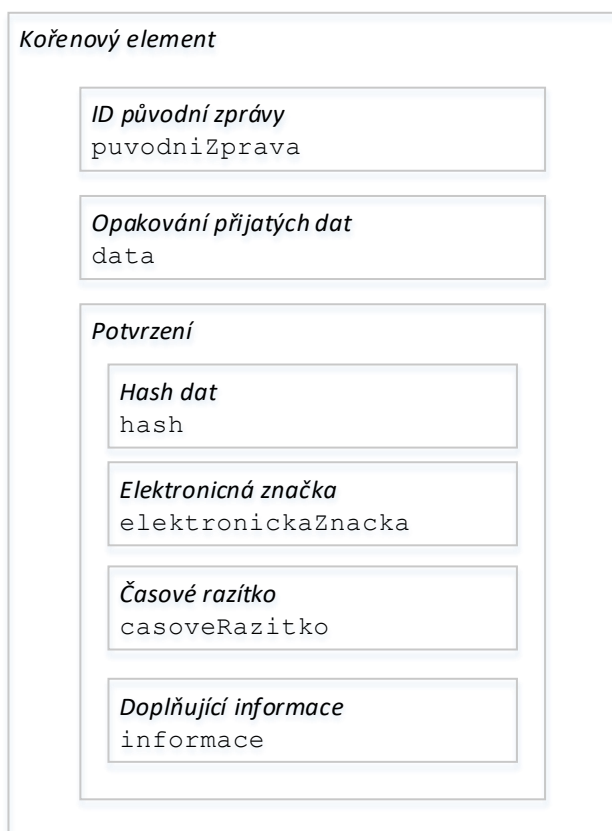 Kořenový element
ID původní zprávy
puvodniZprava
Opakování přijatých dat
data
Potvrzení
Hash dat
hash
Elektronicná značka
elektronickaZnacka
Časové razítko
casoveRazitko
Doplňující informace
informace